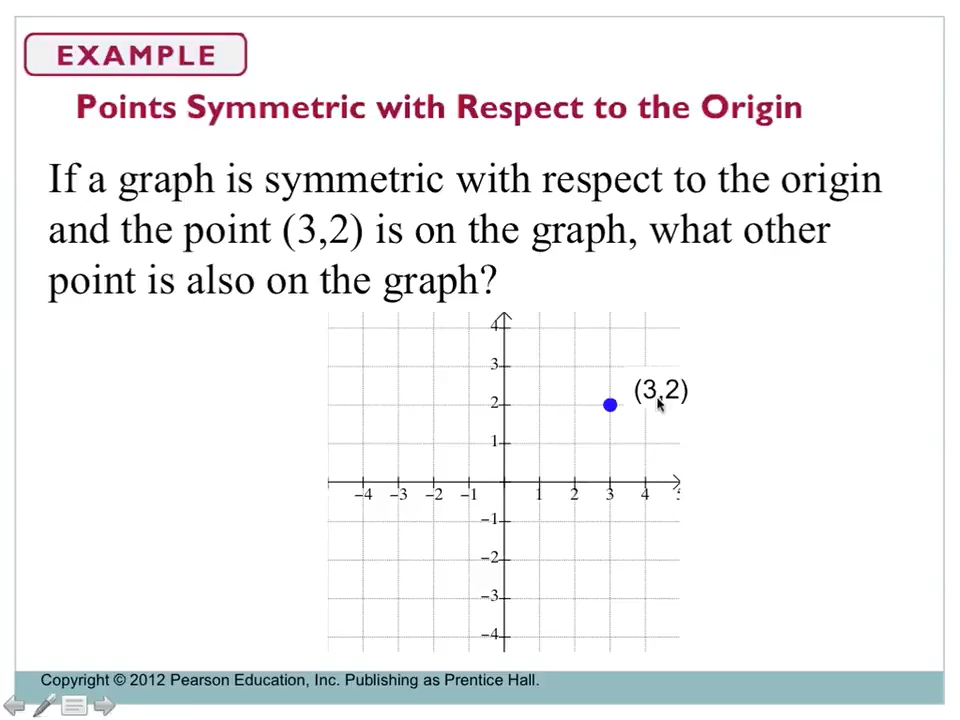 EXAMPLE
Points Symmetric with Respect to the Origin
If a graph is symmetric with respect to the origin
and the point (3,2) is on the graph, what other
point is also on the graph?
4
3
(3,2)
2
1
−4 −3 −2 −1 1 2 3 4
−1
−2
−3
−4
Copyright © 2012 Pearson Education, Inc. Publishing as Prentice Hall.